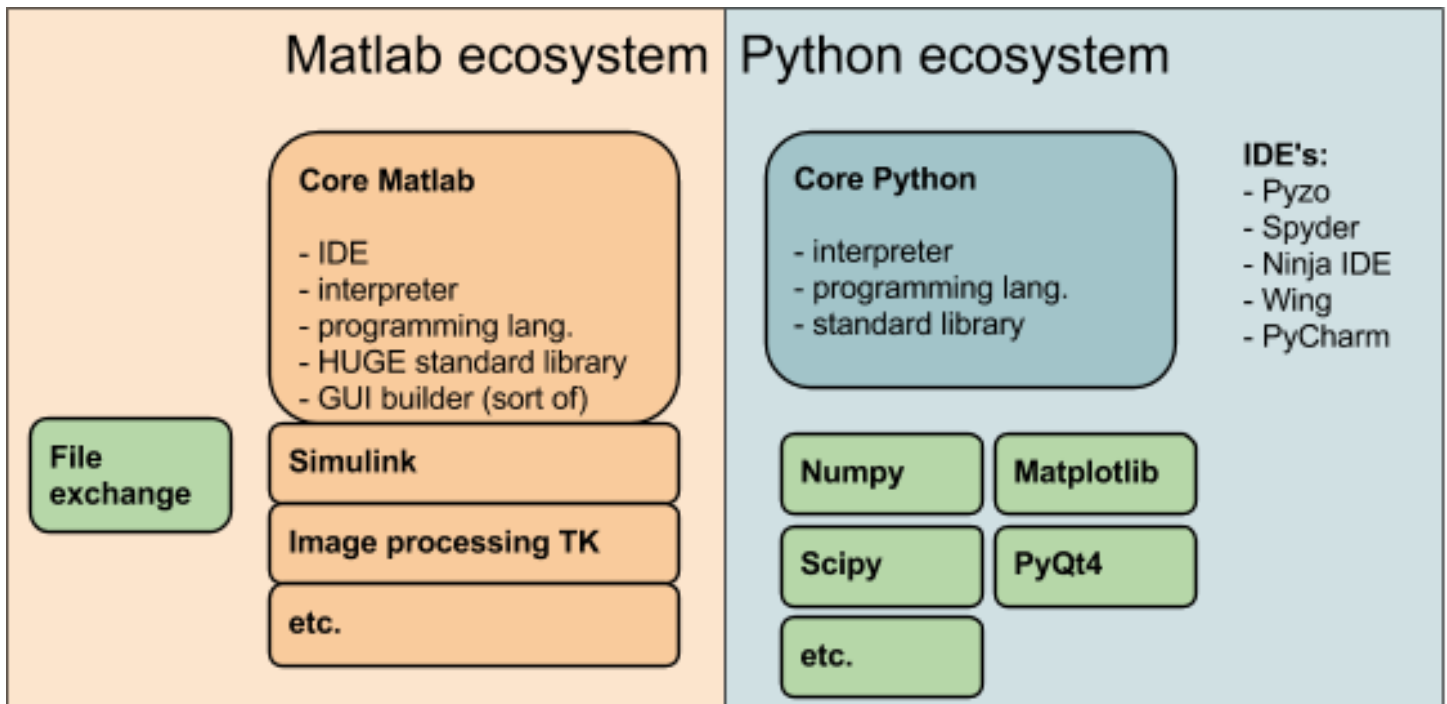 Matlab ecosystem
Core Matlab
- IDE
- interpreter
- programming lang.
- HUGE standard library
- GUI builder (sort of)
File
exchange
Simulink
Image processing TK
etc.
Python ecosystem
Core Python
- interpreter
- programming lang.
- standard library
IDE's:
- Pyzo
- Spyder
- Ninja IDE
- Wing
- PyCharm
Numpy
Matplotlib
Scipy
PyQt4
etc.